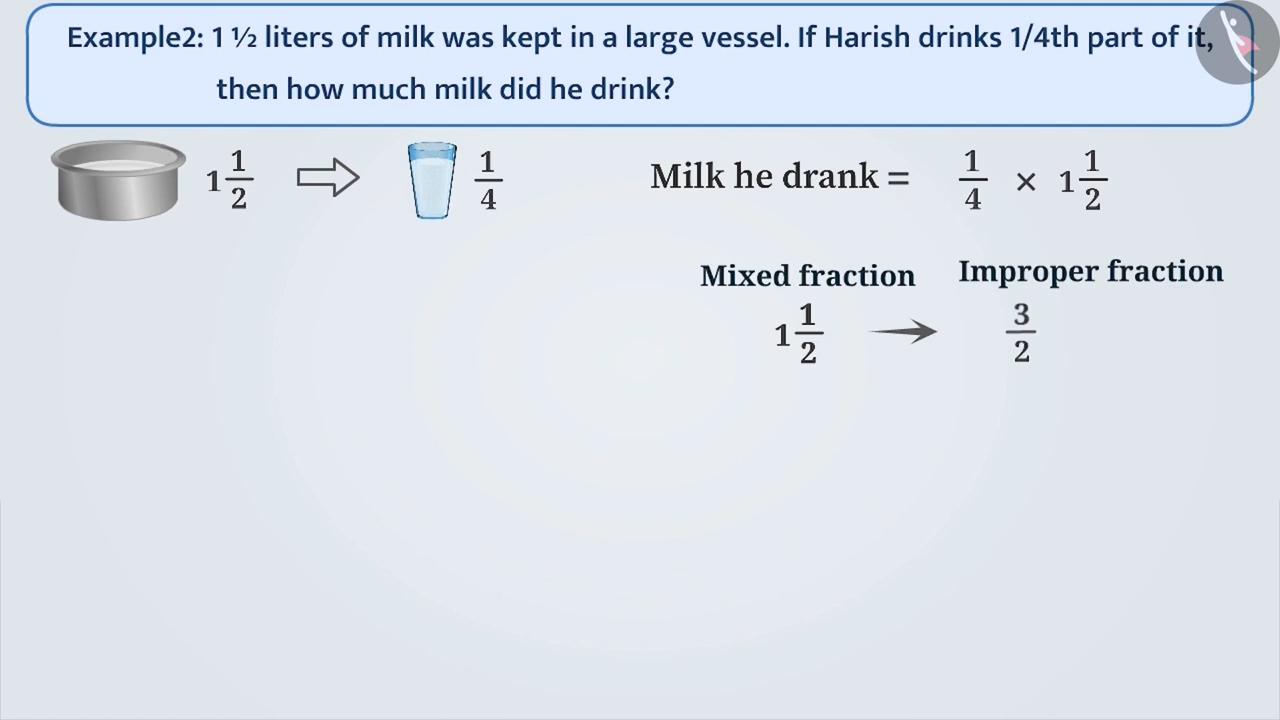 Example2: 1 ½ liters of milk was kept in a large vessel. If Harish drinks 1/4th part of it,
then how much milk did he drink?
1 1/2 ⇨ 1/4
Milk he drank = 1/4 × 1 1/2
Mixed fraction Improper fraction
1 1/2 → 3/2